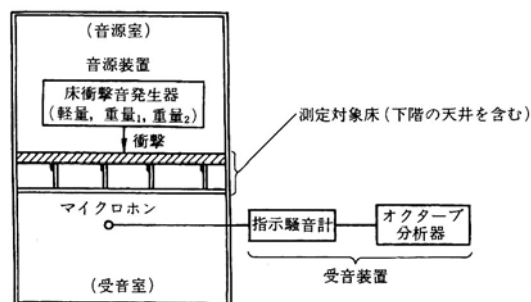 (音源室)
音源装置
床衝撃音発生器
(軽量, 重量₁, 重量₂)
衝撃
測定対象床(下階の天井を含む)
マイクロホン
指示騒音計
オクターブ
分析器
受音装置
(受音室)